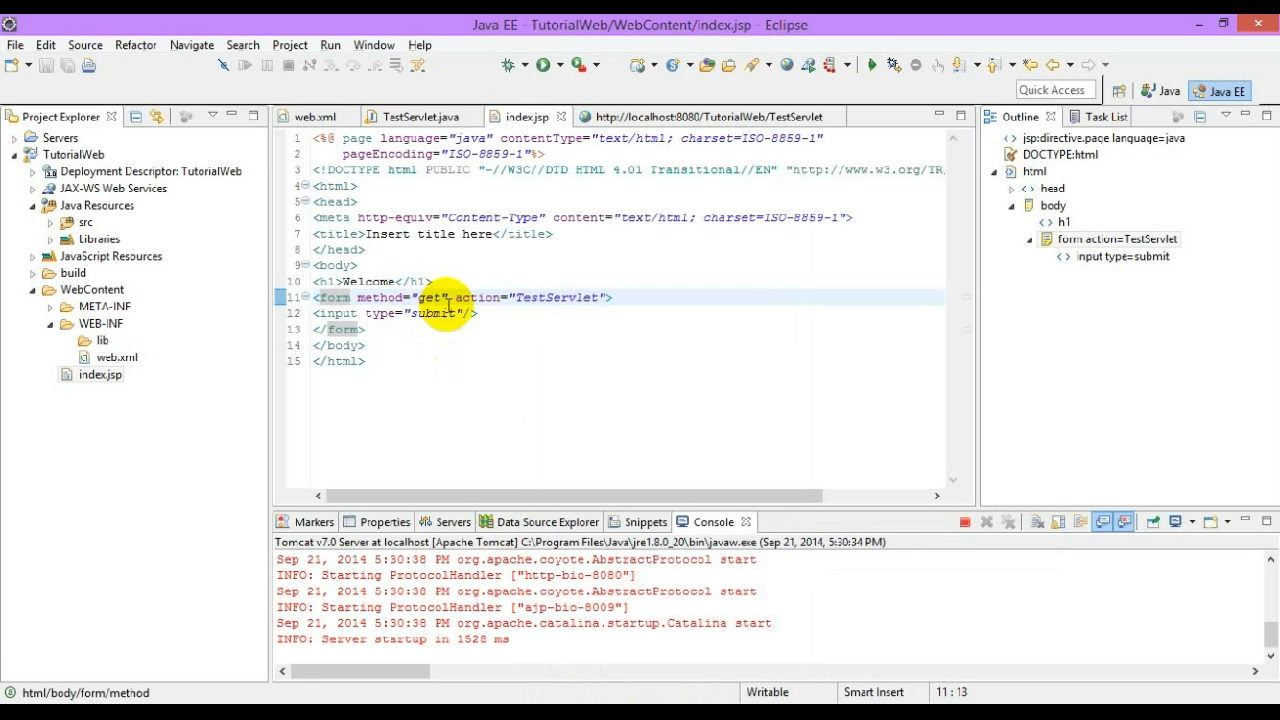 Java EE - TutorialWeb/WebContent/index.jsp - Eclipse
File Edit Source Refactor Navigate Search Project Run Window Help
Quick Access
Java
Java EE
Project Explorer
Servers
TutorialWeb
Deployment Descriptor: TutorialWeb
JAX-WS Web Services
Java Resources
src
Libraries
JavaScript Resources
build
WebContent
META-INF
WEB-INF
lib
web.xml
index.jsp
web.xml TestServlet.java index.jsp http://localhost:8080/TutorialWeb/TestServlet
1 <%@ page language="java" contentType="text/html; charset=ISO-8859-1"
2 pageEncoding="ISO-8859-1"%>
3 <!DOCTYPE html PUBLIC "-//W3C//DTD HTML 4.01 Transitional//EN" "http://www.w3.org/TR/
4 <html>
5 <head>
6 <meta http-equiv="Content-Type" content="text/html; charset=ISO-8859-1">
7 <title>Insert title here</title>
8 </head>
9 <body>
10 <h1>Welcome</h1>
11 <form method="get" action="TestServlet">
12 <input type="submit"/>
13 </form>
14 </body>
15 </html>
Outline Task List
jsp:directive.page language=java
DOCTYPE:html
html
head
body
h1
form action=TestServlet
input type=submit
Markers Properties Servers Data Source Explorer Snippets Console
Tomcat v7.0 Server at localhost [Apache Tomcat] C:\Program Files\Java\jre1.8.0_20\bin\javaw.exe (Sep 21, 2014, 5:30:34 PM)
Sep 21, 2014 5:30:38 PM org.apache.coyote.AbstractProtocol start
INFO: Starting ProtocolHandler ["http-bio-8080"]
Sep 21, 2014 5:30:38 PM org.apache.coyote.AbstractProtocol start
INFO: Starting ProtocolHandler ["ajp-bio-8009"]
Sep 21, 2014 5:30:38 PM org.apache.catalina.startup.Catalina start
INFO: Server startup in 1528 ms
html/body/form/method
Writable
Smart Insert
11 : 13